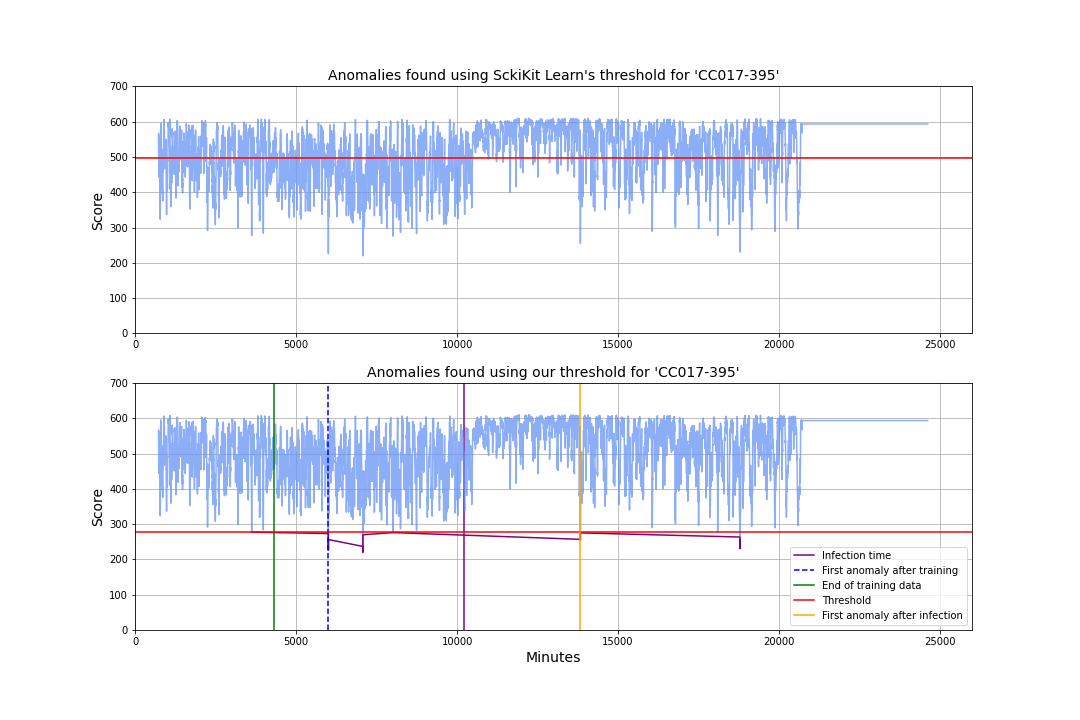 Anomalies found using SckiKit Learn's threshold for 'CC017-395'
700
600
500
400
300
200
100
0
Score
0 5000 10000 15000 20000 25000
Anomalies found using our threshold for 'CC017-395'
700
600
500
400
300
200
100
0
Score
Infection time
First anomaly after training
End of training data
Threshold
First anomaly after infection
0 5000 10000 15000 20000 25000
Minutes